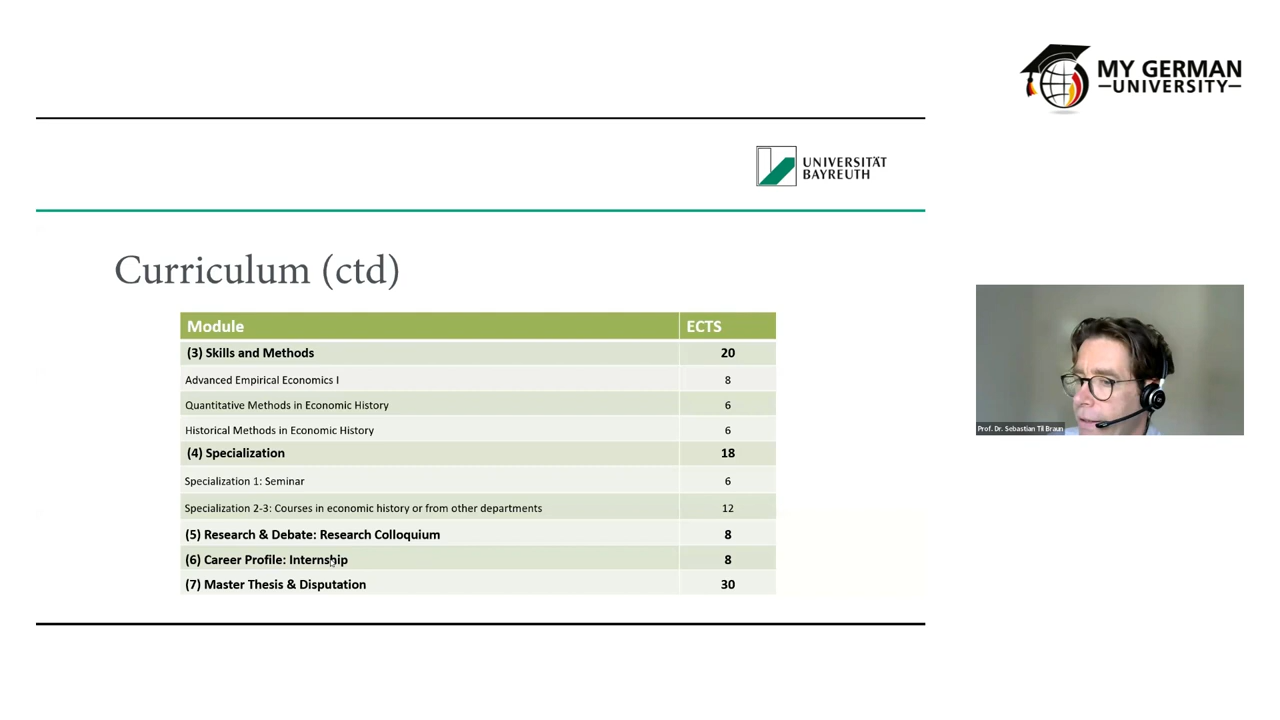 MY GERMAN
UNIVERSITY
UNIVERSITÄT
BAYREUTH
Curriculum (ctd)
Module ECTS
(3) Skills and Methods 20
Advanced Empirical Economics I 8
Quantitative Methods in Economic History 6
Historical Methods in Economic History 6
(4) Specialization 18
Specialization 1: Seminar 6
Specialization 2-3: Courses in economic history or from other departments 12
(5) Research & Debate: Research Colloquium 8
(6) Career Profile: Internship 8
(7) Master Thesis & Disputation 30
Prof. Dr. Sebastian Til Braun